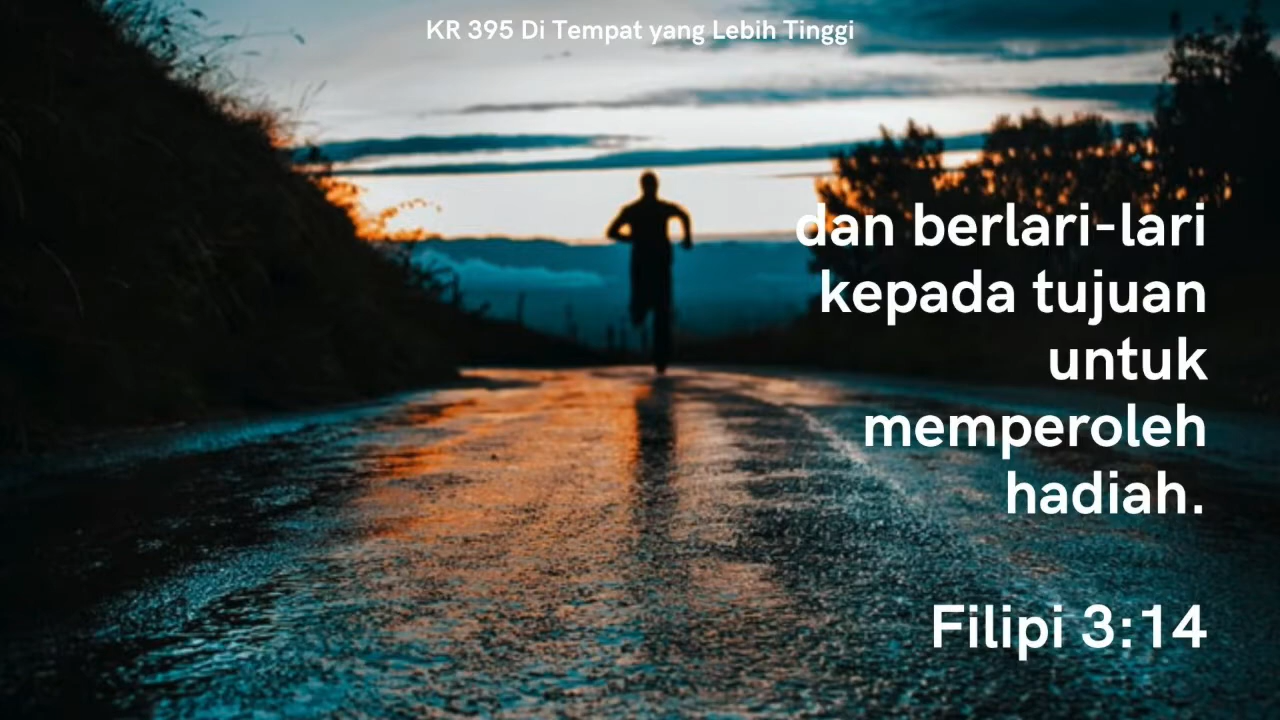 KR 395 Di Tempat yang Lebih Tinggi
dan berlari-lari
kepada tujuan
untuk
memperoleh
hadiah.
Filipi 3:14